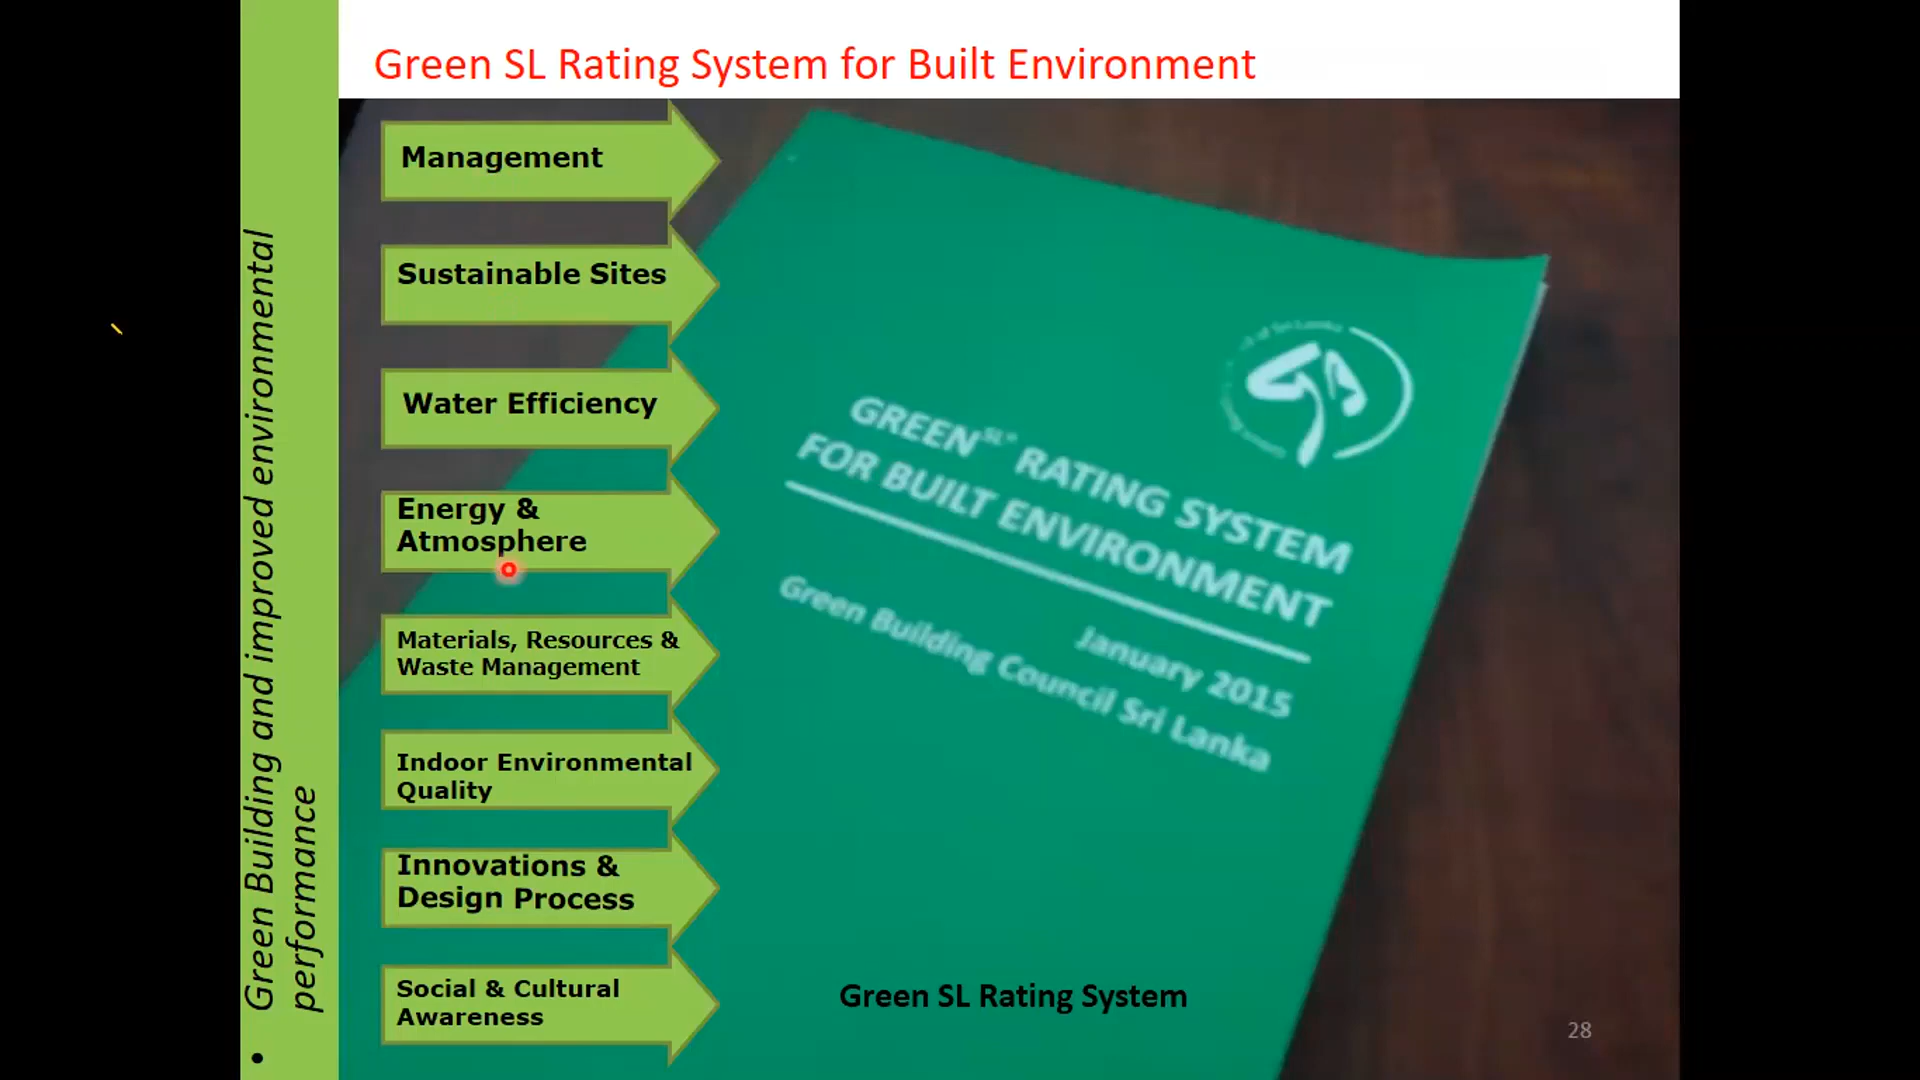 Green SL Rating System for Built Environment
Management
Sustainable Sites
Water Efficiency
Energy &
Atmosphere
Materials, Resources &
Waste Management
Indoor Environmental
Quality
Innovations &
Design Process
Social & Cultural
Awareness
GREEN SL® RATING SYSTEM
FOR BUILT ENVIRONMENT
January 2015
Green Building Council Sri Lanka
Green SL Rating System
28
• Green Building and improved environmental
performance